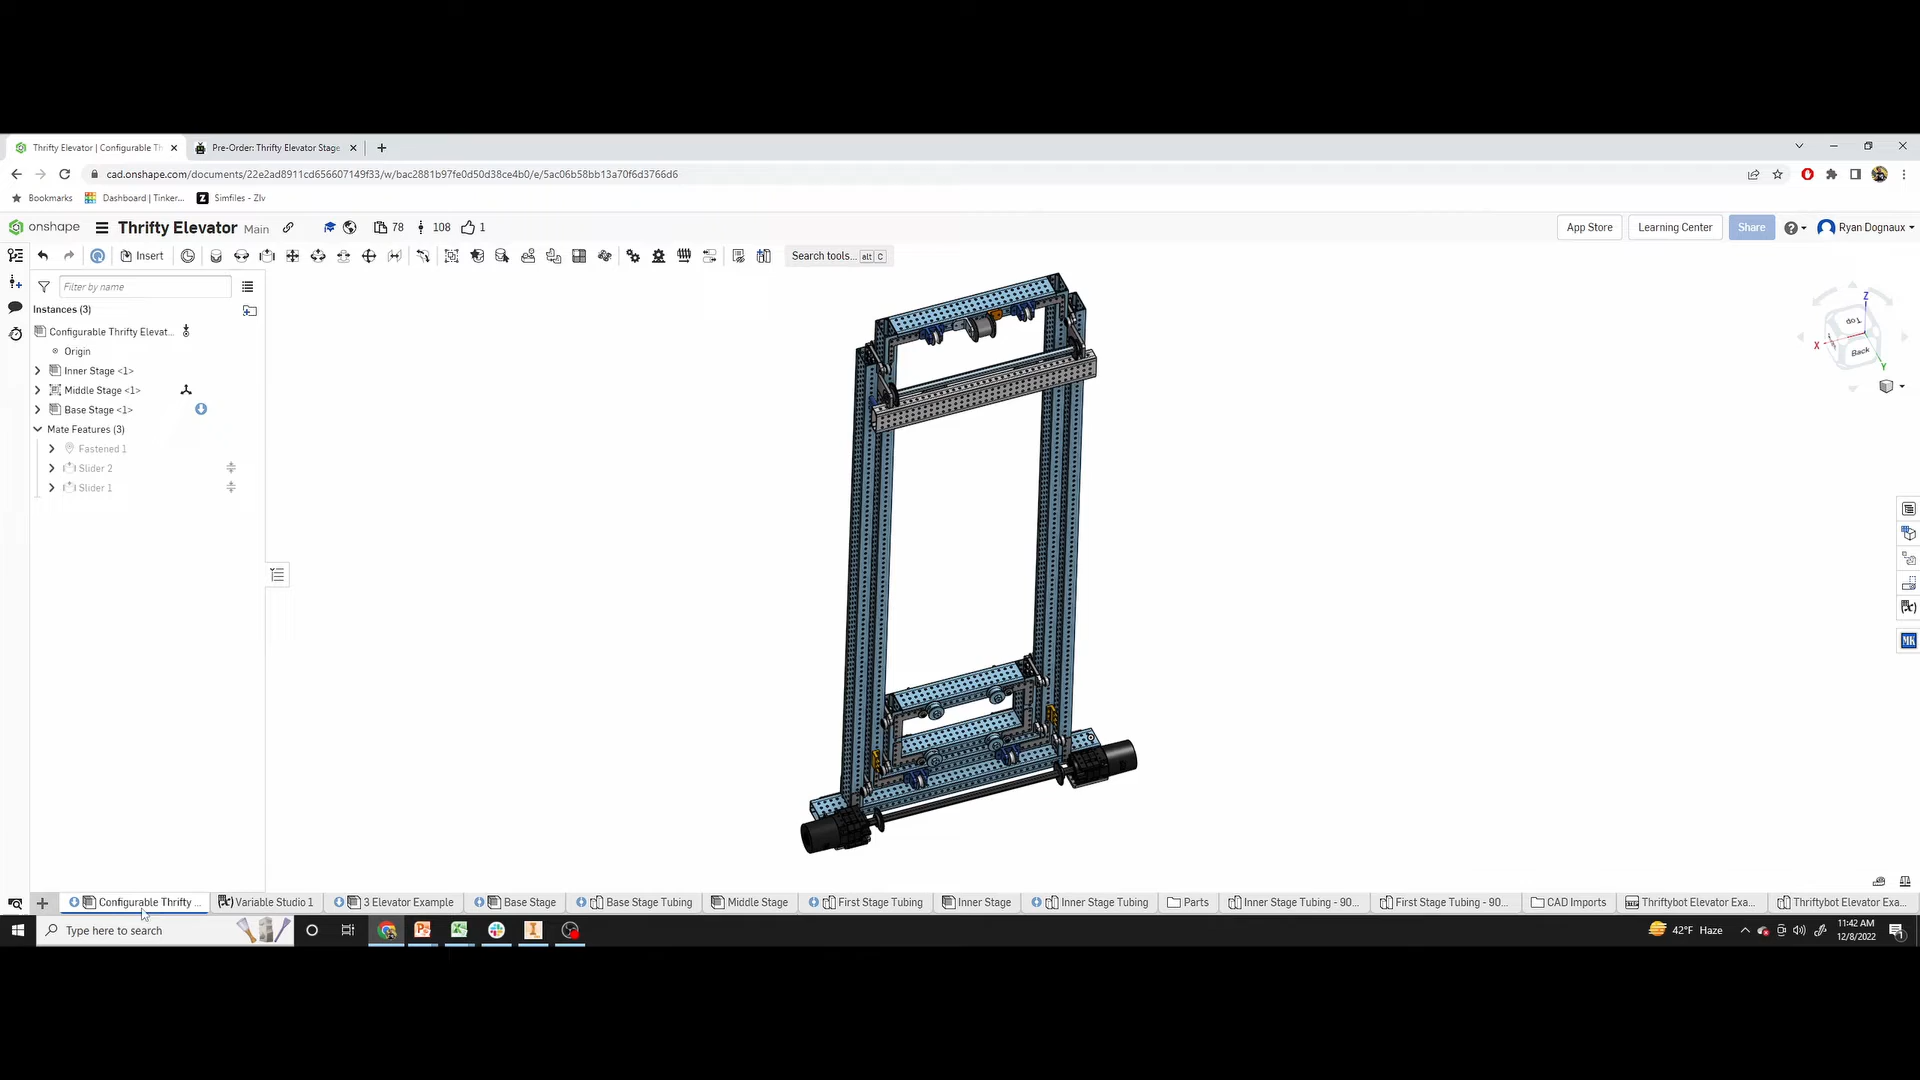 Thrifty Elevator | Configurable Th
Pre-Order: Thrifty Elevator Stage
cad.onshape.com/documents/22e2ad8911cd656607149f33/w/bac2881b97fe0d50d38ce4b0/e/5ac06b58bb13a70f6d3766d6
Bookmarks
Dashboard | Tinker...
Simfiles - ZIv
onshape
Thrifty Elevator Main
78
108
1
App Store
Learning Center
Share
Ryan Dognaux
Insert
Search tools... alt C
Filter by name
Instances (3)
Configurable Thrifty Elevat...
Origin
Inner Stage <1>
Middle Stage <1>
Base Stage <1>
Mate Features (3)
Fastened 1
Slider 2
Slider 1
Z
Top
X
Back
Y
MK
Configurable Thrifty ...
Variable Studio 1
3 Elevator Example
Base Stage
Base Stage Tubing
Middle Stage
First Stage Tubing
Inner Stage
Inner Stage Tubing
Parts
Inner Stage Tubing - 90...
First Stage Tubing - 90...
CAD Imports
Thriftybot Elevator Exa...
Thriftybot Elevator Exa...
Type here to search
42°F Haze
11:42 AM
12/8/2022